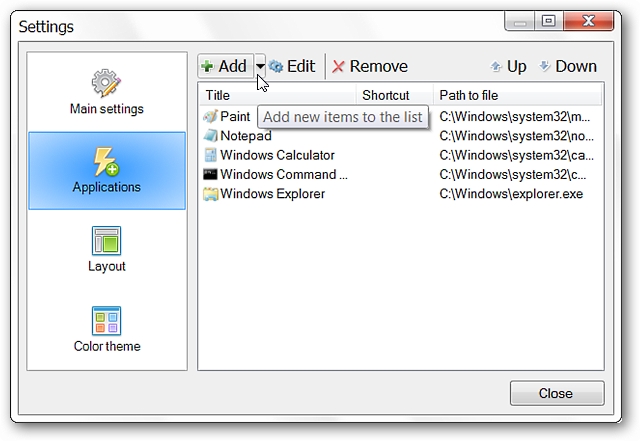 Settings
Add Edit Remove Up Down
Title Shortcut Path to file
Paint C:\Windows\system32\m...
Add new items to the list
Notepad C:\Windows\system32\no...
Windows Calculator C:\Windows\system32\ca...
Windows Command ... C:\Windows\system32\c...
Windows Explorer C:\Windows\explorer.exe
Main settings
Applications
Layout
Color theme
Close